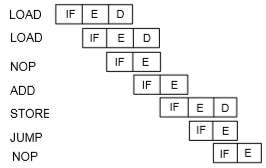 LOAD IF E D
LOAD IF E D
NOP IF E
ADD IF E
STORE IF E D
JUMP IF E
NOP IF E